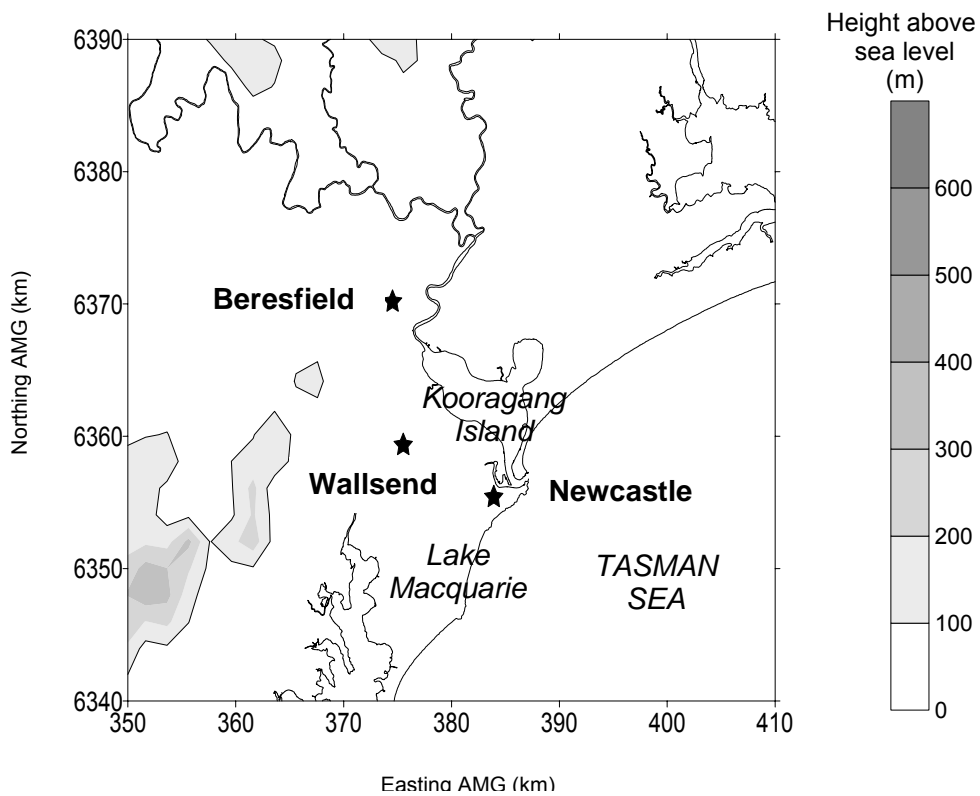 Height above
sea level
(m)
6390
6380
6370
6360
6350
6340
350
360
370
380
390
400
410
Northing AMG (km)
Easting AMG (km)
Beresfield
Kooragang
Island
Wallsend
Newcastle
Lake
Macquarie
TASMAN
SEA
600
500
400
300
200
100
0